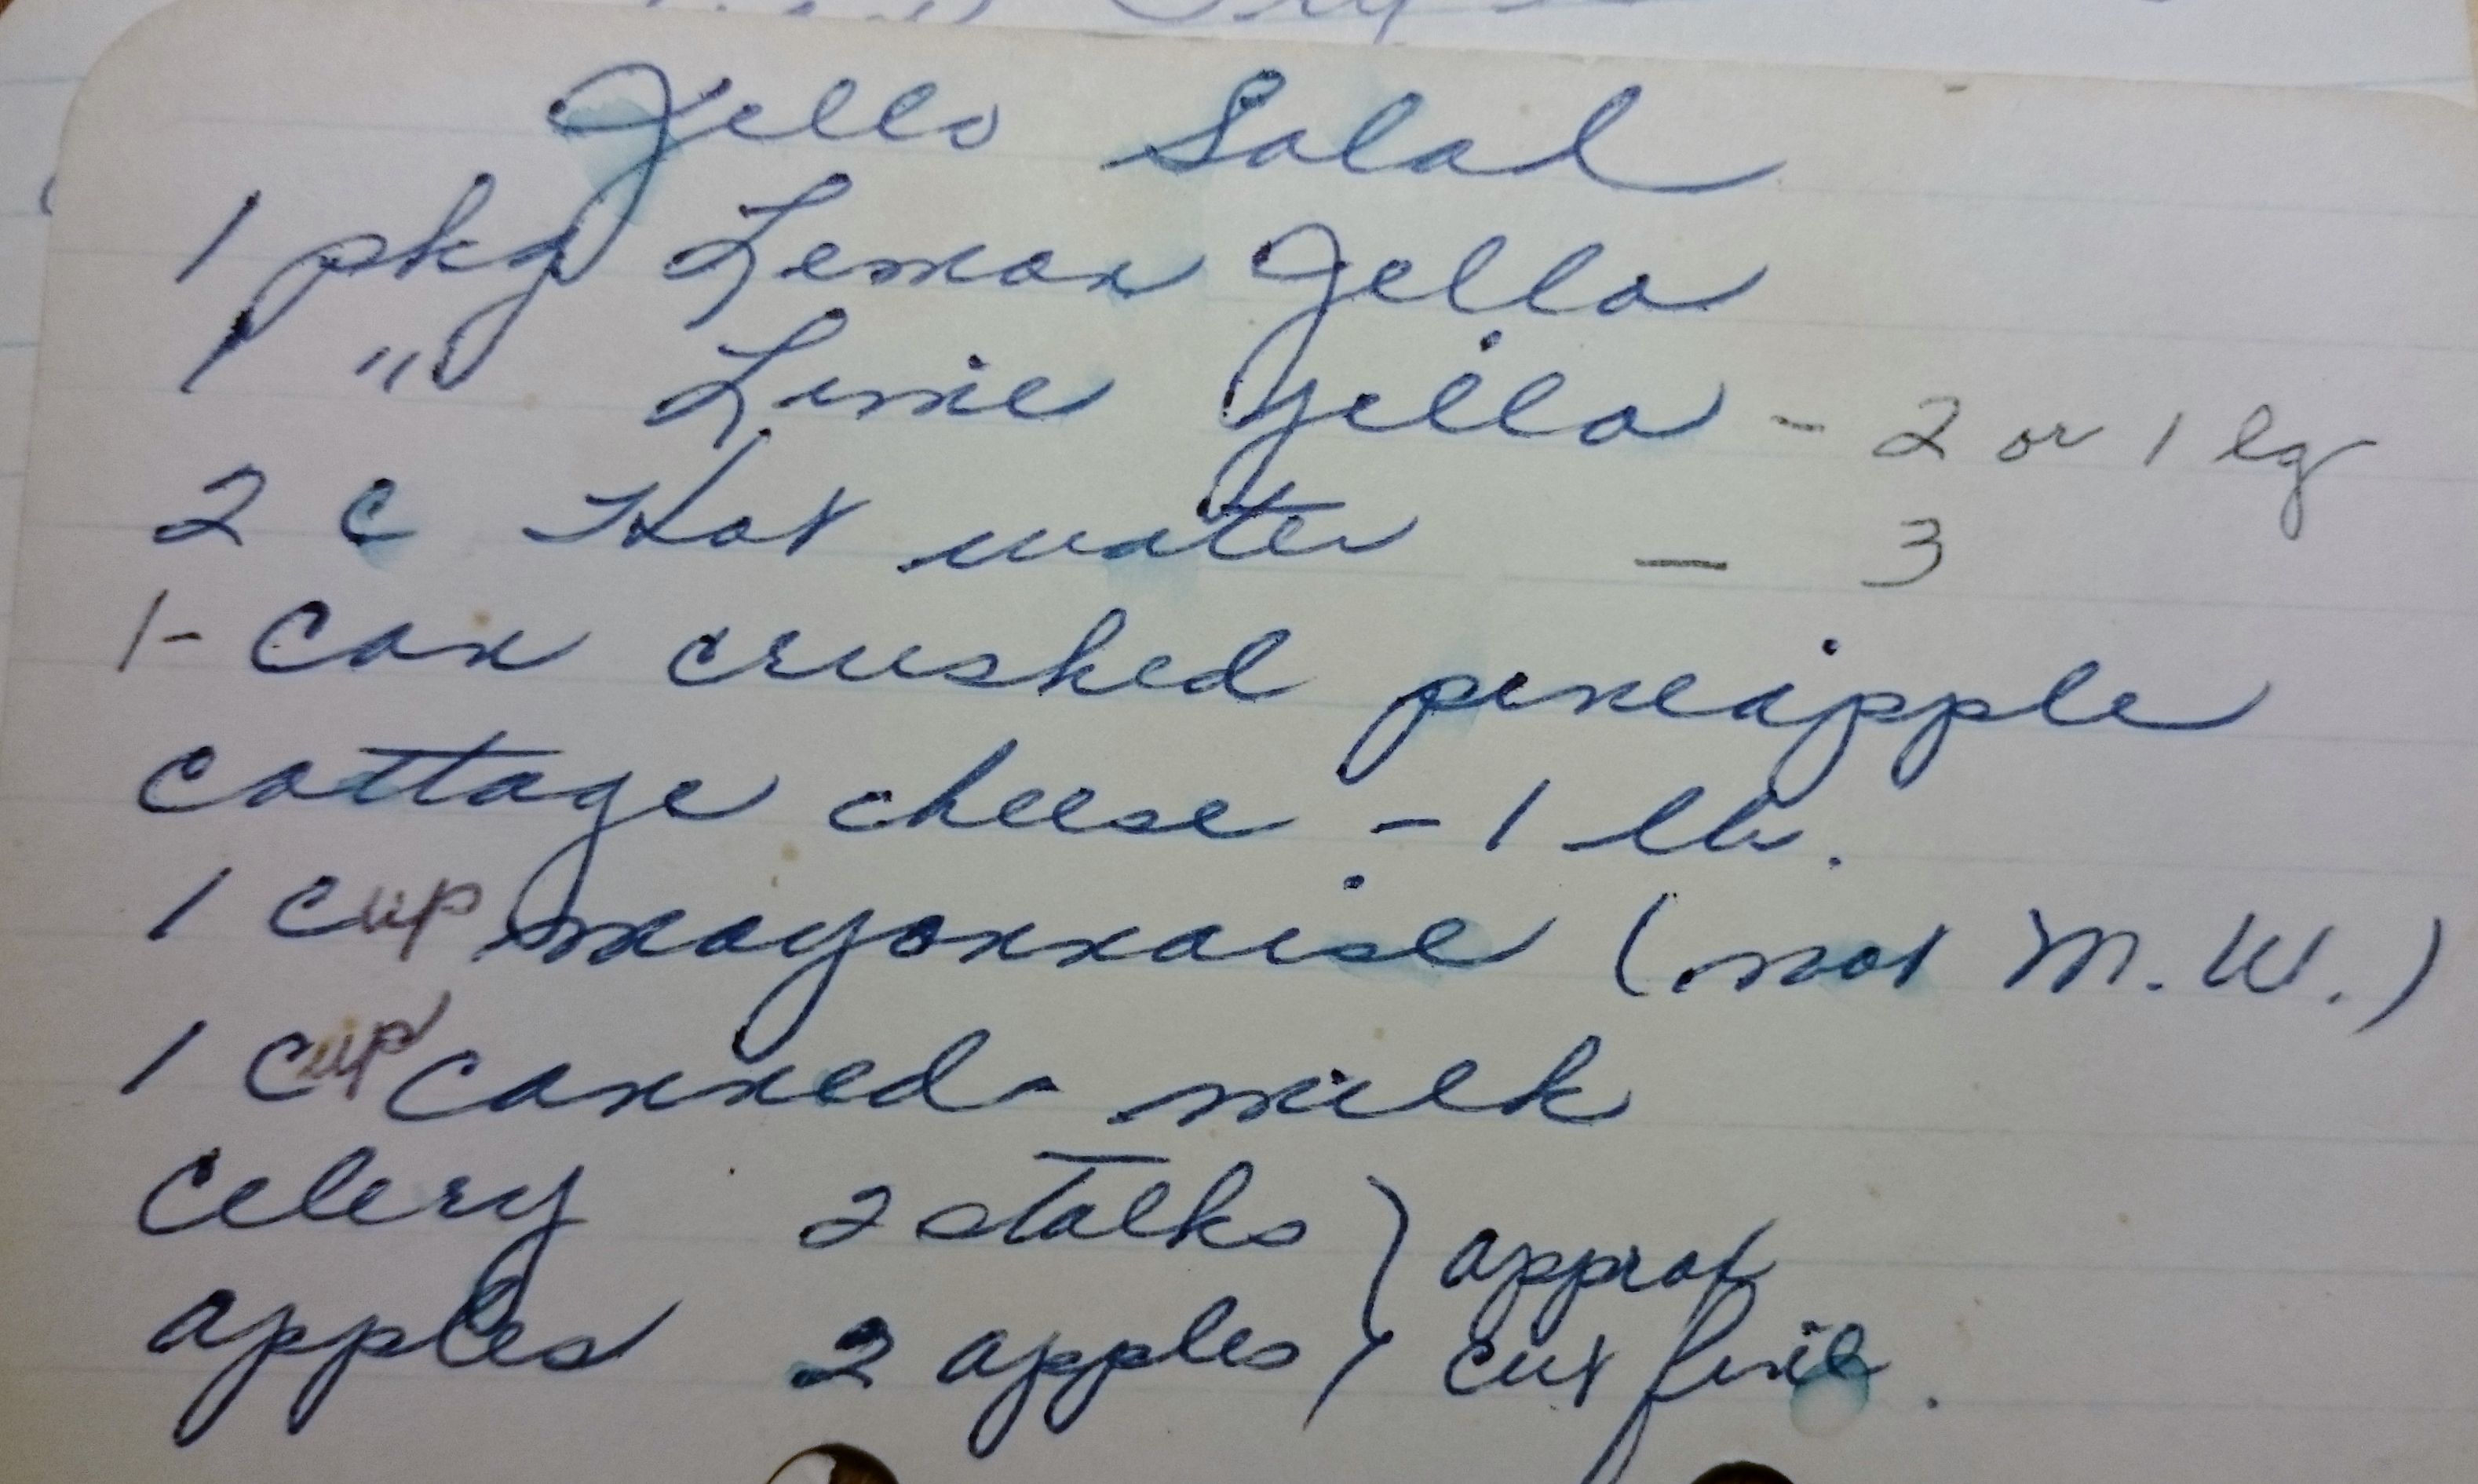 Jello Salad
1 pkg Lemon Jello
1 " Lime Jello - 2 or 1 lg
2 c Hot water - 3
1- Can crushed pineapple
Cottage cheese - 1 lb.
1 cup mayonnaise (not M.W.)
1 cup canned milk
Celery 2 stalks } approx
apples 2 apples } cut fine.